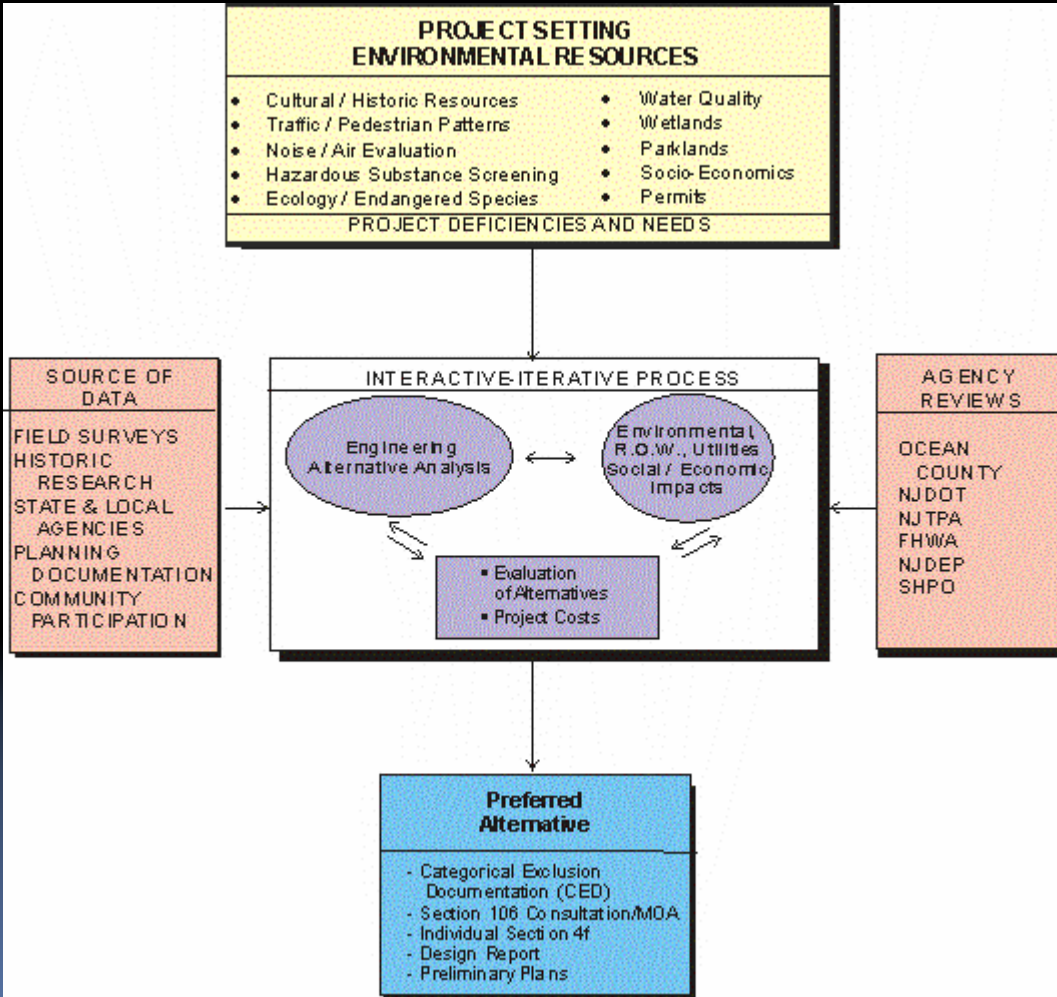 PROJECT SETTING
ENVIRONMENTAL RESOURCES
• Cultural / Historic Resources
• Traffic / Pedestrian Patterns
• Noise / Air Evaluation
• Hazardous Substance Screening
• Ecology / Endangered Species
• Water Quality
• Wetlands
• Parklands
• Socio-Economics
• Permits
PROJECT DEFICIENCIES AND NEEDS
SOURCE OF
DATA
FIELD SURVEYS
HISTORIC
RESEARCH
STATE & LOCAL
AGENCIES
PLANNING
DOCUMENTATION
COMMUNITY
PARTICIPATION
INTERACTIVE-ITERATIVE PROCESS
Engineering
Alternative Analysis
Environmental,
R.O.W., Utilities
Social / Economic
Impacts
▪ Evaluation
of Alternatives
▪ Project Costs
AGENCY
REVIEWS
OCEAN
COUNTY
NJDOT
NJTPA
FHWA
NJDEP
SHPO
Preferred
Alternative
- Categorical Exclusion
Documentation (CED)
- Section 106 Consultation/MOA
- Individual Section 4f
- Design Report
- Preliminary Plans